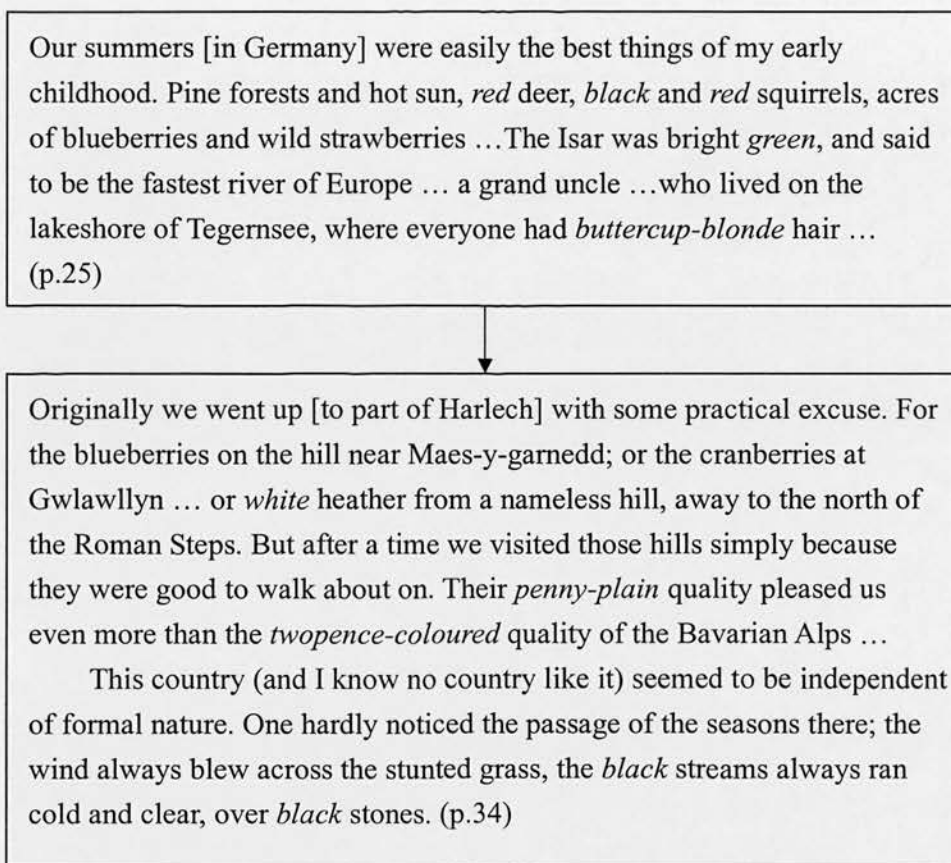 Our summers [in Germany] were easily the best things of my early
childhood. Pine forests and hot sun, red deer, black and red squirrels, acres
of blueberries and wild strawberries …The Isar was bright green, and said
to be the fastest river of Europe … a grand uncle …who lived on the
lakeshore of Tegernsee, where everyone had buttercup-blonde hair …
(p.25)
Originally we went up [to part of Harlech] with some practical excuse. For
the blueberries on the hill near Maes-y-garnedd; or the cranberries at
Gwlawllyn … or white heather from a nameless hill, away to the north of
the Roman Steps. But after a time we visited those hills simply because
they were good to walk about on. Their penny-plain quality pleased us
even more than the twopence-coloured quality of the Bavarian Alps …
This country (and I know no country like it) seemed to be independent
of formal nature. One hardly noticed the passage of the seasons there; the
wind always blew across the stunted grass, the black streams always ran
cold and clear, over black stones. (p.34)